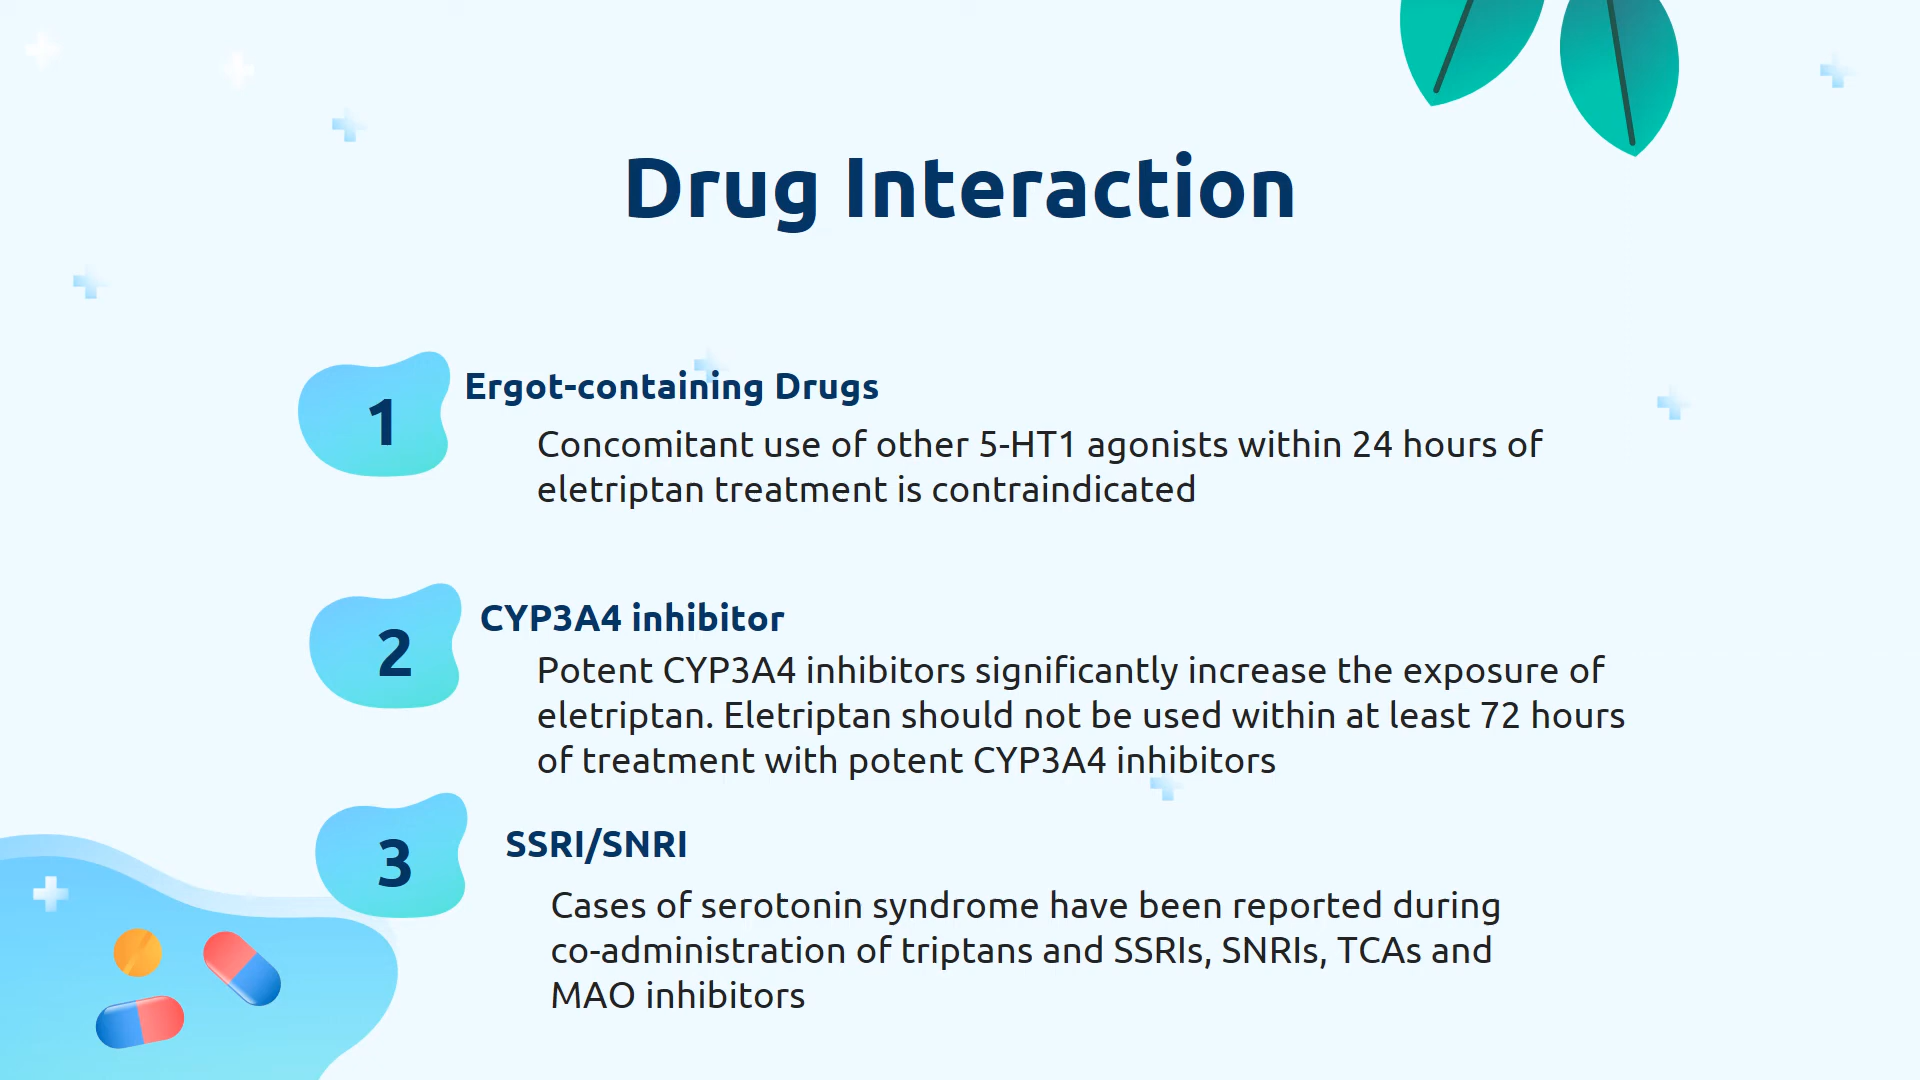 Drug Interaction
1
Ergot-containing Drugs
Concomitant use of other 5-HT1 agonists within 24 hours of
eletriptan treatment is contraindicated
2
CYP3A4 inhibitor
Potent CYP3A4 inhibitors significantly increase the exposure of
eletriptan. Eletriptan should not be used within at least 72 hours
of treatment with potent CYP3A4 inhibitors
3
SSRI/SNRI
Cases of serotonin syndrome have been reported during
co-administration of triptans and SSRIs, SNRIs, TCAs and
MAO inhibitors